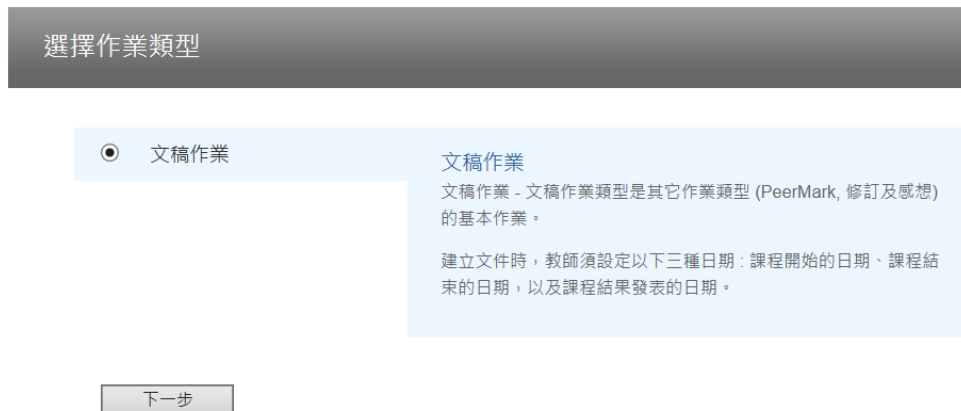 選擇作業類型
文稿作業
文稿作業
文稿作業 - 文稿作業類型是其它作業類型 (PeerMark, 修訂及感想)
的基本作業。
建立文件時，教師須設定以下三種日期 : 課程開始的日期、課程結
束的日期，以及課程結果發表的日期。
下一步